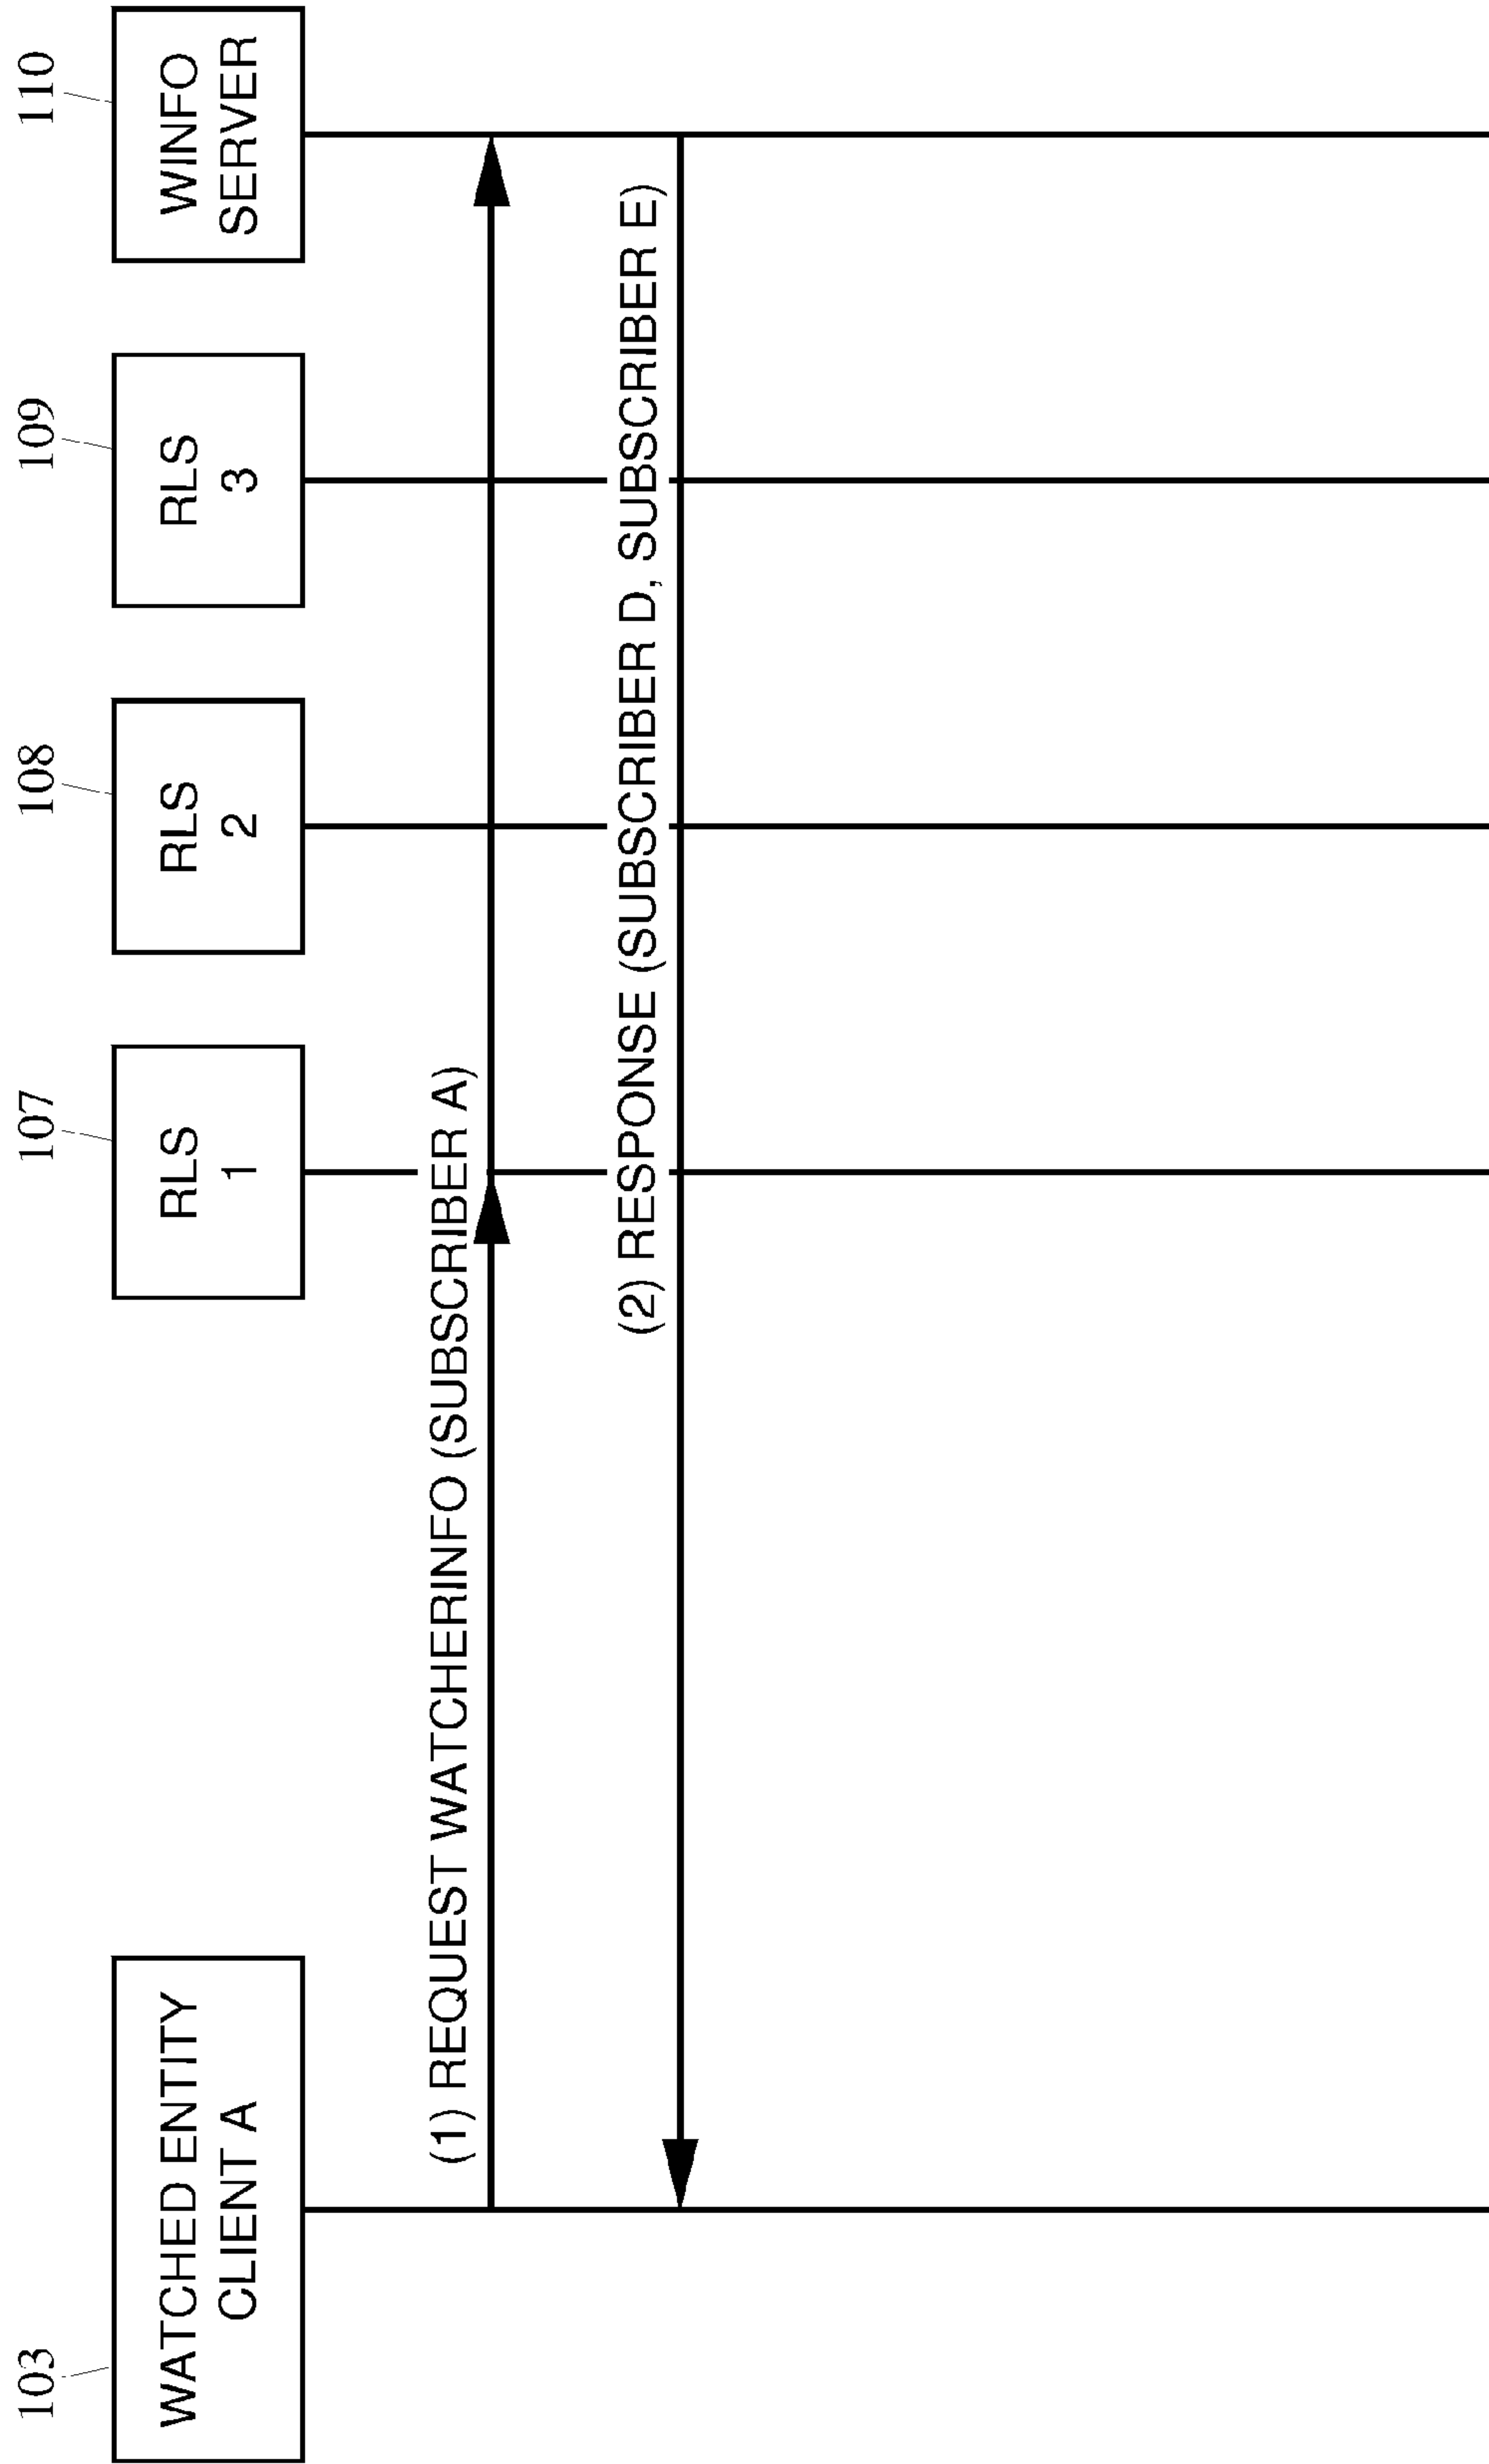 103
WATCHED ENTITY
CLIENT A
107
RLS
1
108
RLS
2
109
RLS
3
110
WINFO
SERVER
(1) REQUEST WATCHERINFO (SUBSCRIBER A)
(2) RESPONSE (SUBSCRIBER D, SUBSCRIBER E)